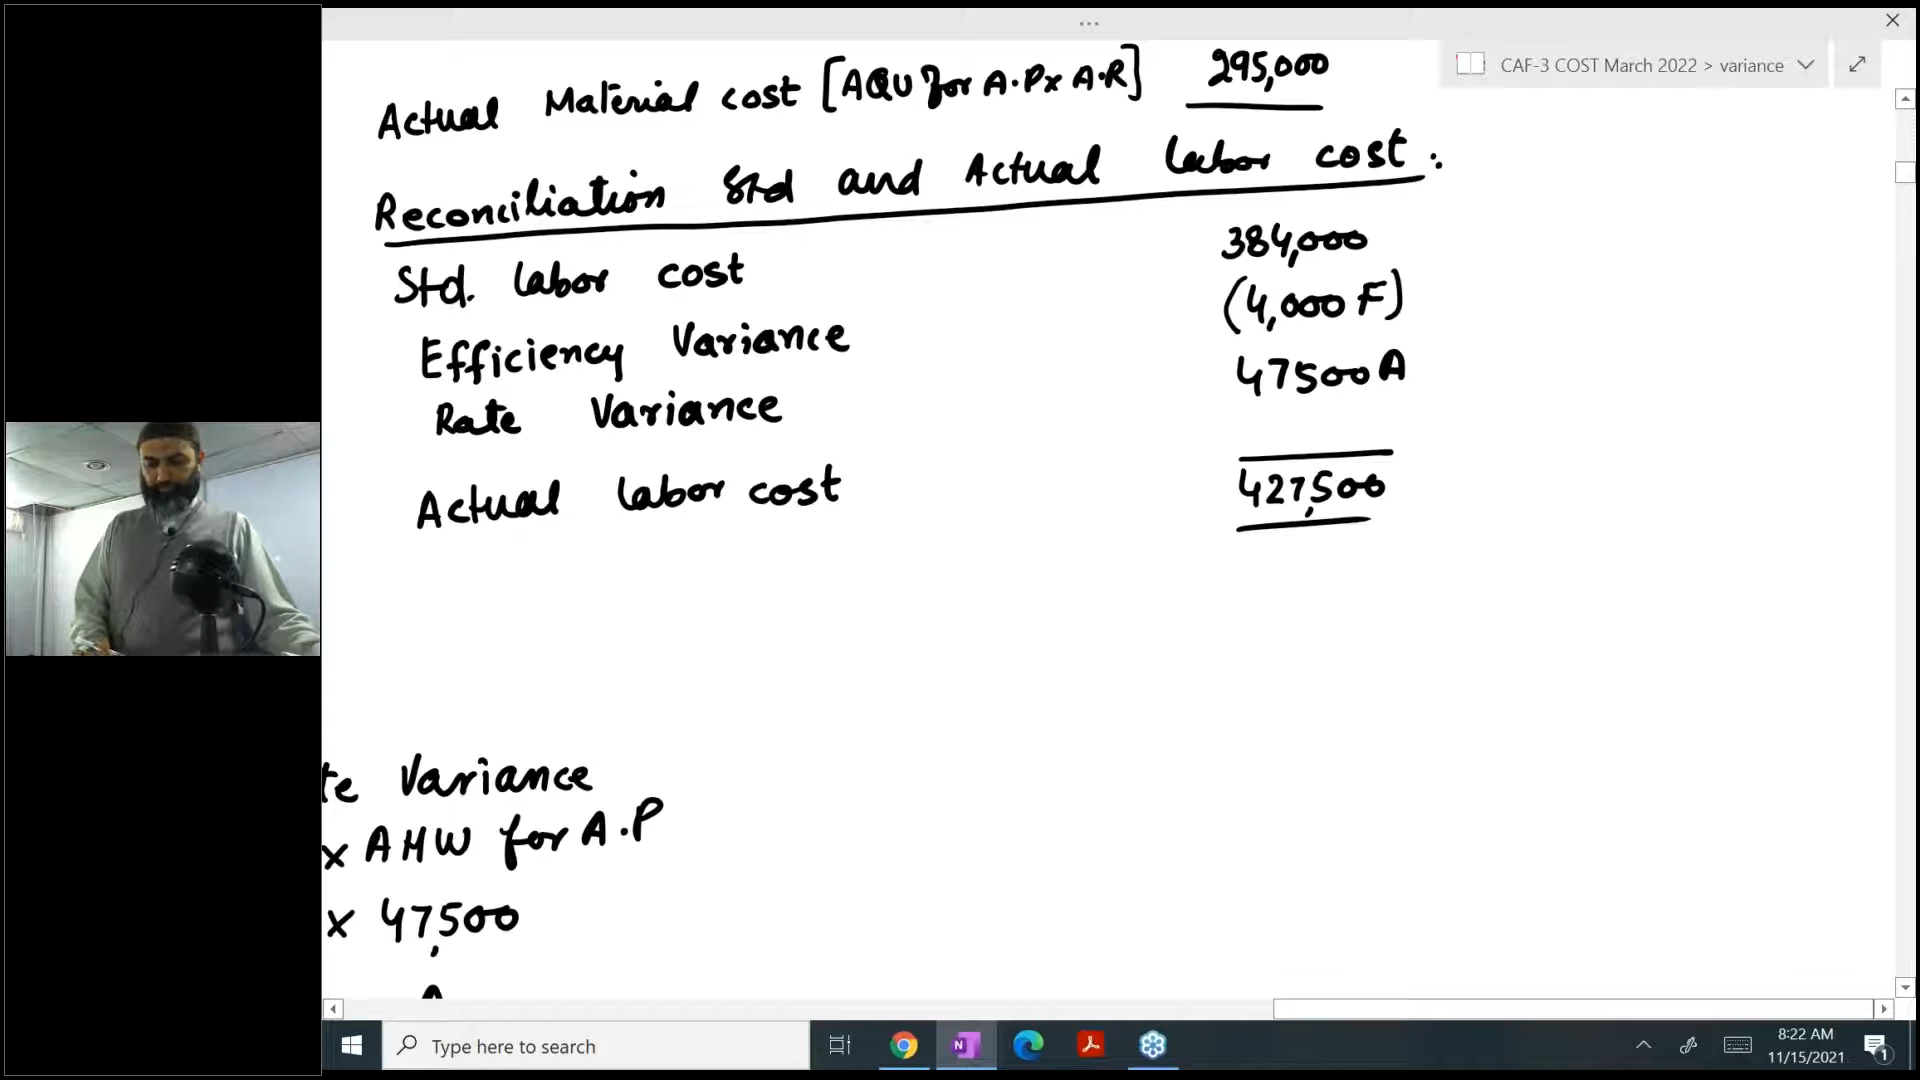 CAF-3 COST March 2022 > variance
Actual Material cost [AQU for A.P x A.R] 295,000
Reconciliation Std and Actual labor cost.
Std. labor cost 384,000
Efficiency Variance (4,000 F)
Rate Variance 47500 A
Actual labor cost 427,500
te Variance
x AHW for A.P
x 47,500
Type here to search
8:22 AM
11/15/2021
1